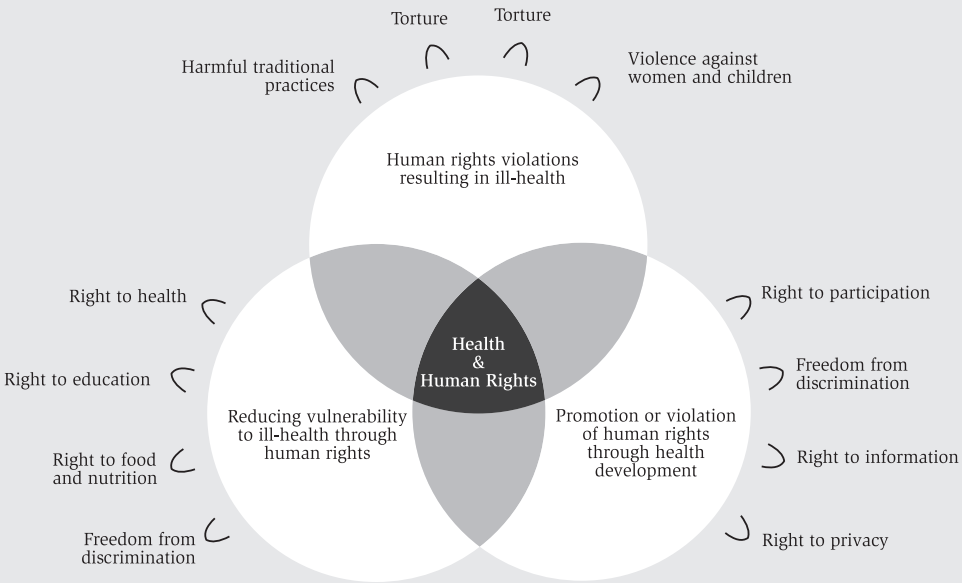 Torture
Torture
Harmful traditional
practices
Violence against
women and children
Human rights violations
resulting in ill-health
Right to health
Right to education
Right to food
and nutrition
Freedom from
discrimination
Health
&
Human Rights
Reducing vulnerability
to ill-health through
human rights
Promotion or violation
of human rights
through health
development
Right to participation
Freedom from
discrimination
Right to information
Right to privacy